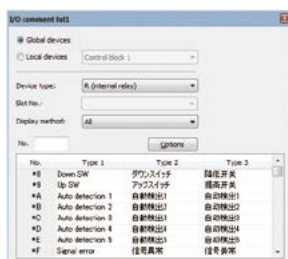 I/O comment list1
Global devices
Local devices Control block 1
Device type: R (internal relay)
Slot No.:
Display method: All
No. Options
No. Type 1 Type 2 Type 3
*8 Down SW ダウンスイッチ 降低开关
*9 Up SW アップスイッチ 提高开关
*A Auto detection 1 自動検出1 自动检出1
*B Auto detection 2 自動検出2 自动检出2
*C Auto detection 3 自動検出3 自动检出3
*D Auto detection 4 自動検出4 自动检出4
*E Auto detection 5 自動検出5 自动检出5
*F Signal error 信号異常 信号异常